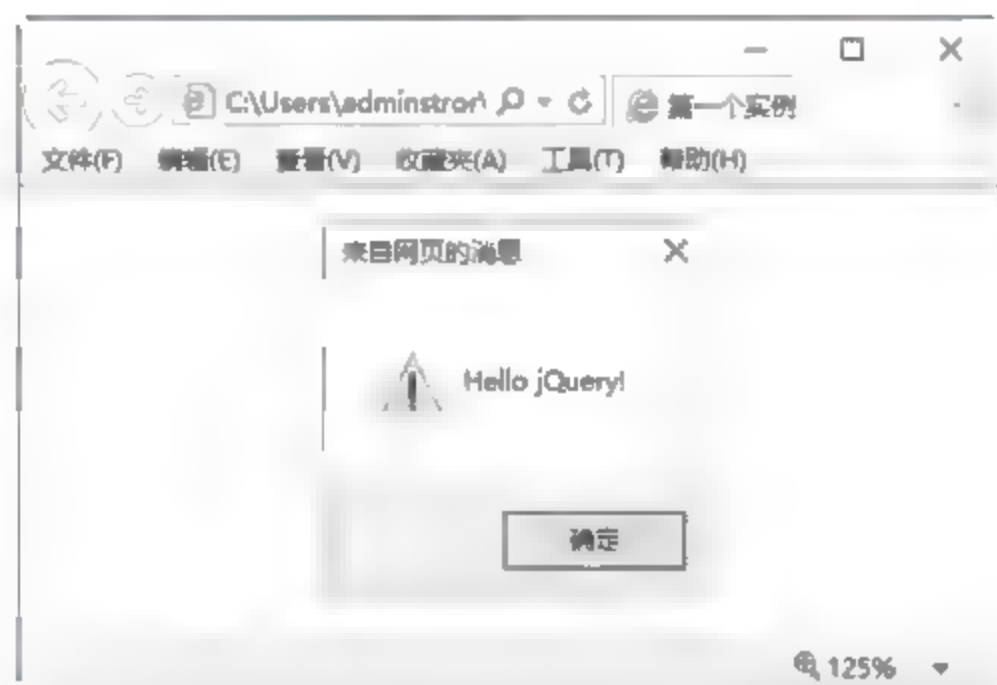 C:\Users\adminstror\ 第一个实例
文件(F) 编辑(E) 查看(V) 收藏夹(A) 工具(T) 帮助(H)
来自网页的消息
Hello jQuery!
确定
125%